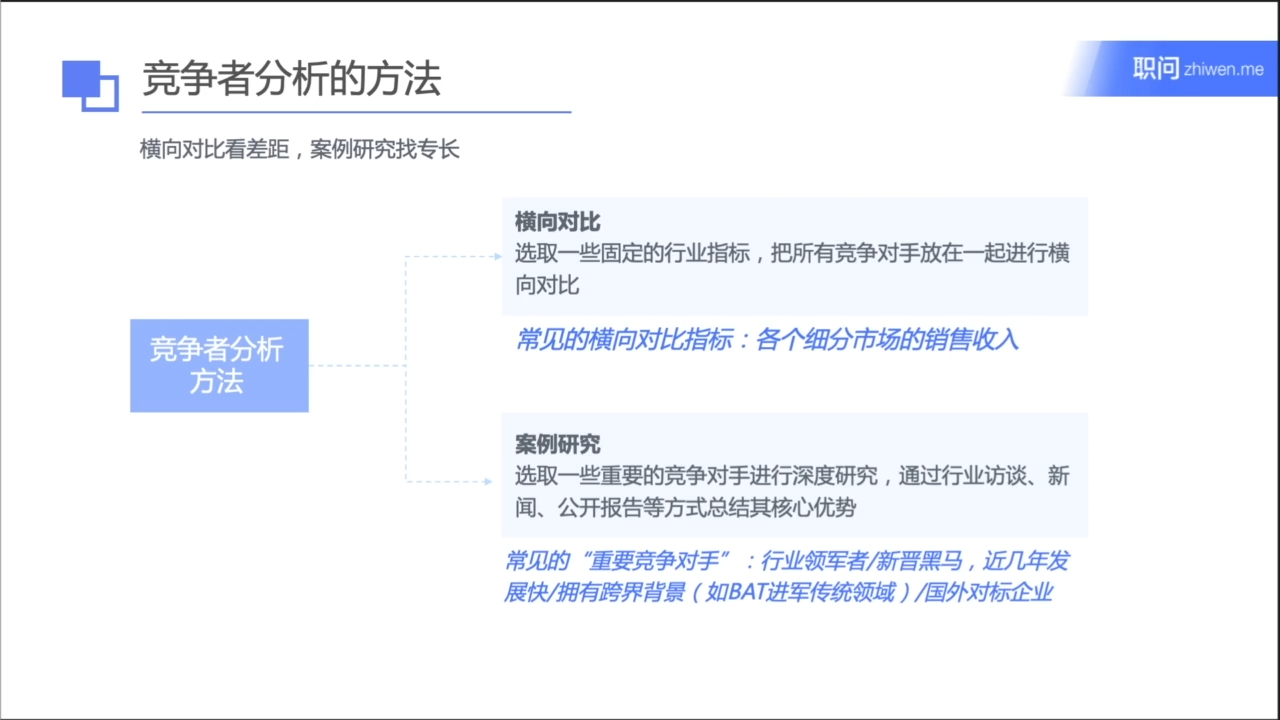 竞争者分析的方法
职问 zhiwen.me
横向对比看差距，案例研究找专长
横向对比
选取一些固定的行业指标，把所有竞争对手放在一起进行横
向对比
常见的横向对比指标：各个细分市场的销售收入
竞争者分析
方法
案例研究
选取一些重要的竞争对手进行深度研究，通过行业访谈、新
闻、公开报告等方式总结其核心优势
常见的“重要竞争对手”：行业领军者/新晋黑马，近几年发
展快/拥有跨界背景（如BAT进军传统领域）/国外对标企业